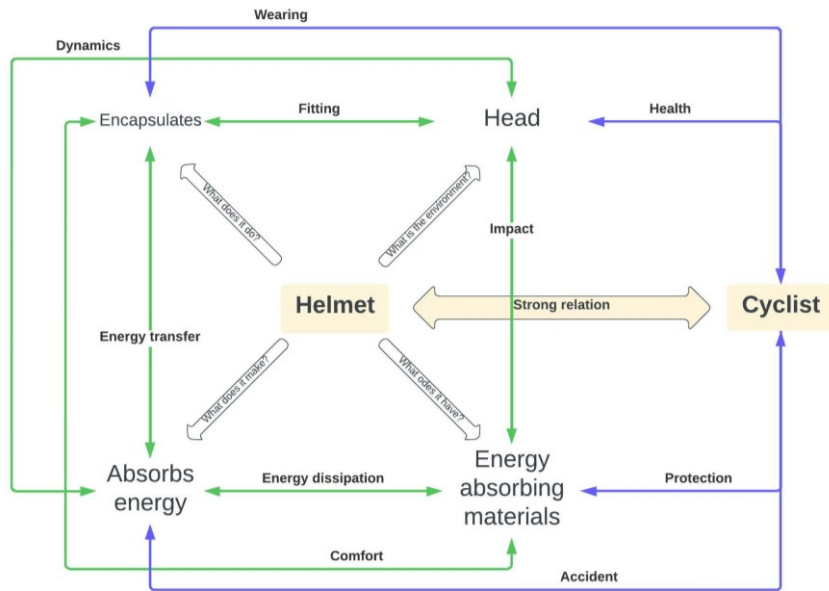 Wearing
Dynamics
Encapsulates
Fitting
Head
Health
What does it do?
What is the environment?
Impact
Helmet
Strong relation
Cyclist
Energy transfer
What does it make?
What odes it have?
Absorbs
energy
Energy dissipation
Energy
absorbing
materials
Protection
Comfort
Accident